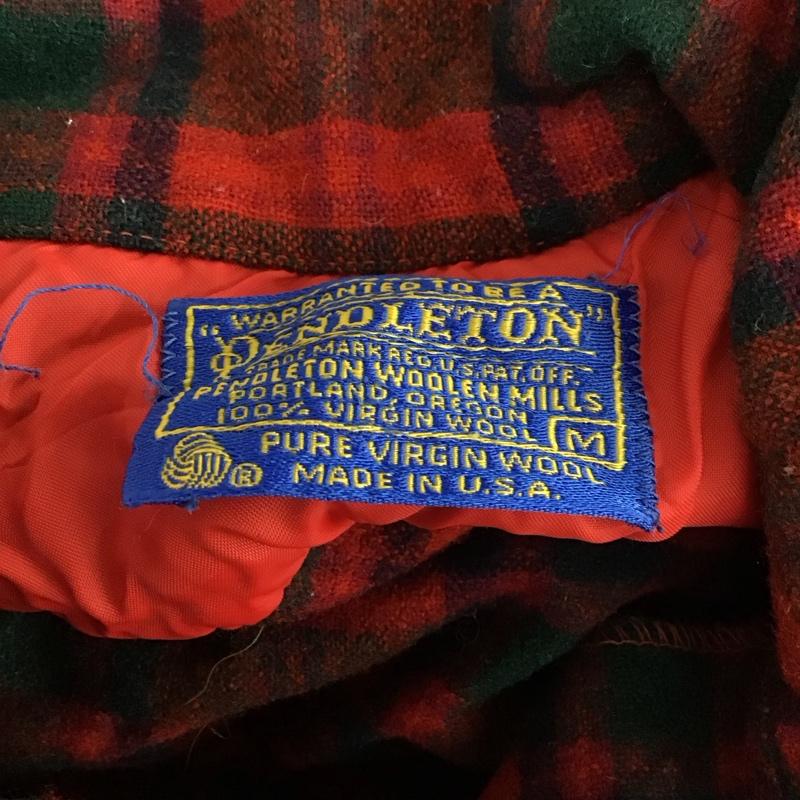 WARRANTED TO BE A
"PENDLETON"
TRADE MARK REG. U.S. PAT. OFF.
PENDLETON WOOLEN MILLS
PORTLAND, OREGON
100% VIRGIN WOOL M
PURE VIRGIN WOOL
® MADE IN U.S.A.